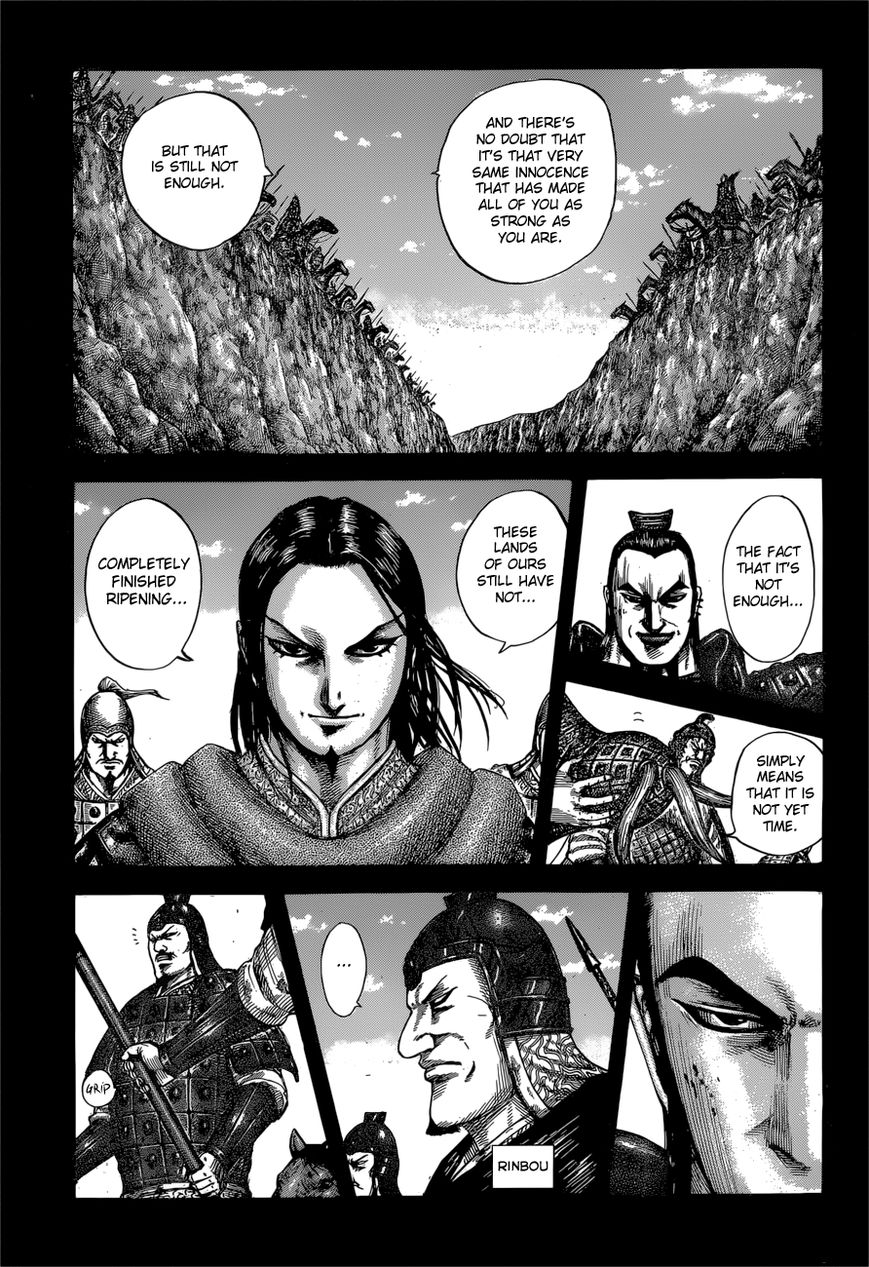 AND THERE'S
NO DOUBT THAT
IT'S THAT VERY
SAME INNOCENCE
THAT HAS MADE
ALL OF YOU AS
STRONG AS
YOU ARE.
BUT THAT
IS STILL NOT
ENOUGH.
THE FACT
THAT IT'S
NOT
ENOUGH...
SIMPLY
MEANS
THAT IT IS
NOT YET
TIME.
THESE
LANDS
OF OURS
STILL HAVE
NOT...
COMPLETELY
FINISHED
RIPENING...
...
RINBOU
GRIP